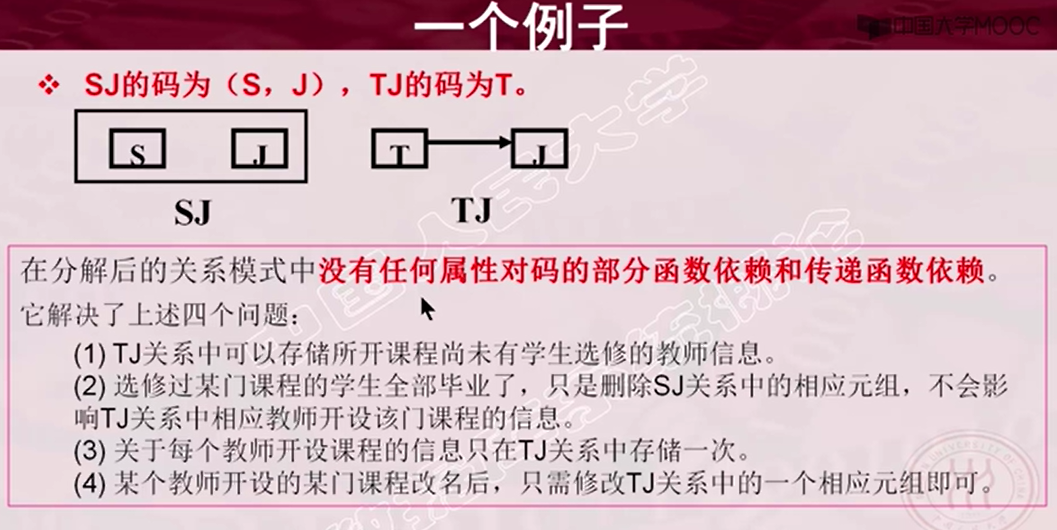 一个例子
中国大学MOOC
❖ SJ的码为（S，J），TJ的码为T。
S J T J
SJ TJ
在分解后的关系模式中没有任何属性对码的部分函数依赖和传递函数依赖。
它解决了上述四个问题：
(1) TJ关系中可以存储所开课程尚未有学生选修的教师信息。
(2) 选修过某门课程的学生全部毕业了，只是删除SJ关系中的相应元组，不会影
响TJ关系中相应教师开设该门课程的信息。
(3) 关于每个教师开设课程的信息只在TJ关系中存储一次。
(4) 某个教师开设的某门课程改名后，只需修改TJ关系中的一个相应元组即可。